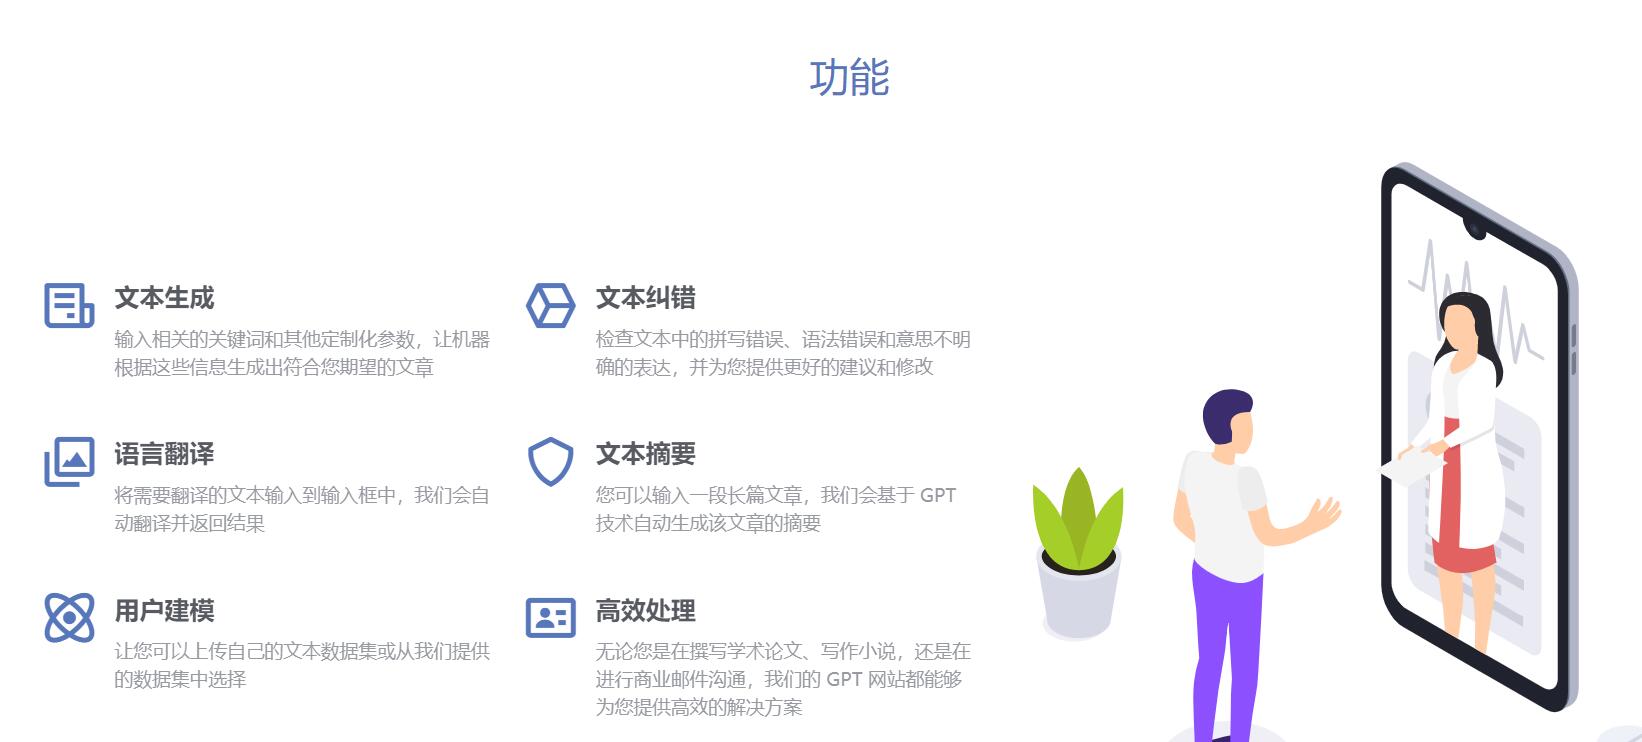 功能
文本生成
输入相关的关键词和其他定制化参数，让机器
根据这些信息生成出符合您期望的文章
文本纠错
检查文本中的拼写错误、语法错误和意思不明
确的表达，并为您提供更好的建议和修改
语言翻译
将需要翻译的文本输入到输入框中，我们会自
动翻译并返回结果
文本摘要
您可以输入一段长篇文章，我们会基于 GPT
技术自动生成该文章的摘要
用户建模
让您可以上传自己的文本数据集或从我们提供
的数据集中选择
高效处理
无论您是在撰写学术论文、写作小说，还是在
进行商业邮件沟通，我们的 GPT 网站都能够
为您提供高效的解决方案